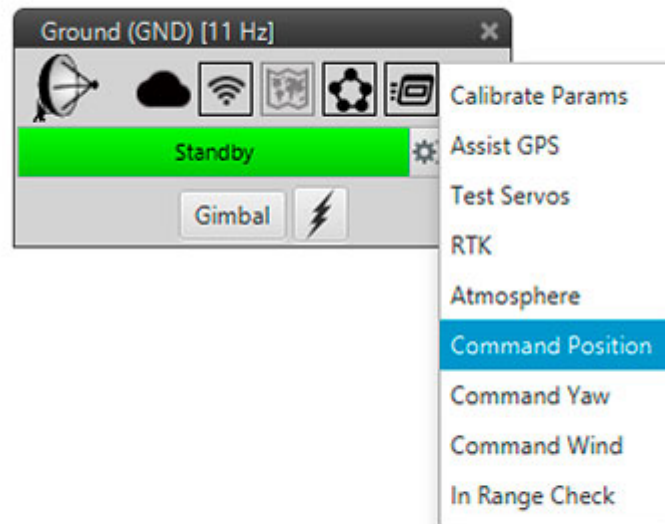 Ground (GND) [11 Hz]
Standby
Gimbal
Calibrate Params
Assist GPS
Test Servos
RTK
Atmosphere
Command Position
Command Yaw
Command Wind
In Range Check